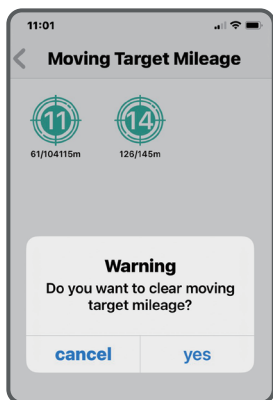 11:01
Moving Target Mileage
11 14
61/104115m 126/145m
Warning
Do you want to clear moving
target mileage?
cancel yes